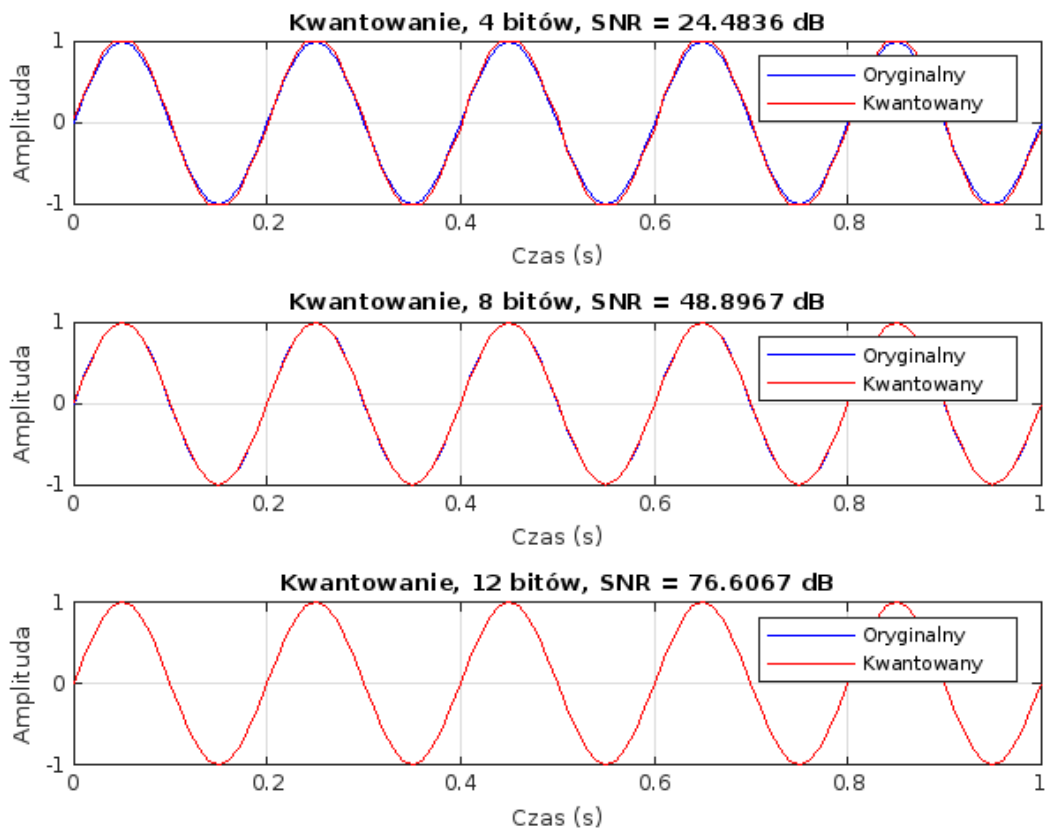 Kwantowanie, 4 bitów, SNR = 24.4836 dB
1
0
-1
Amplituda
Oryginalny
Kwantowany
0 0.2 0.4 0.6 0.8 1
Czas (s)
Kwantowanie, 8 bitów, SNR = 48.8967 dB
1
0
-1
Amplituda
Oryginalny
Kwantowany
0 0.2 0.4 0.6 0.8 1
Czas (s)
Kwantowanie, 12 bitów, SNR = 76.6067 dB
1
0
-1
Amplituda
Oryginalny
Kwantowany
0 0.2 0.4 0.6 0.8 1
Czas (s)